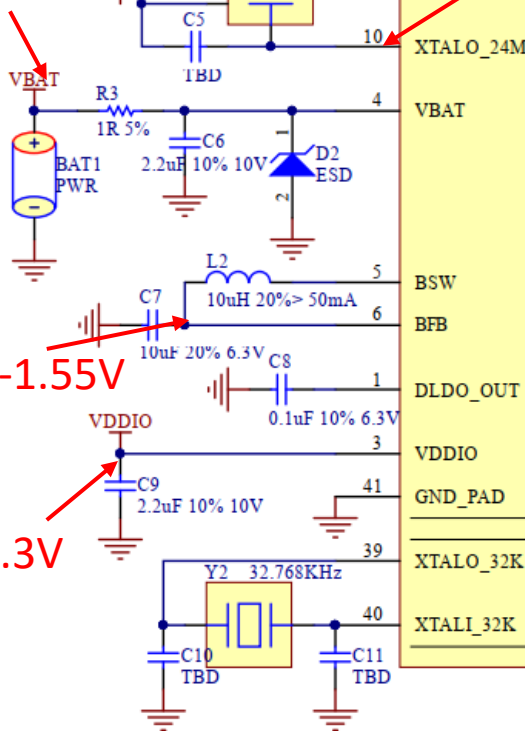 C5
TBD
10
XTALO_24M
VBAT
R3
1R 5%
4
VBAT
C6
2.2uF 10% 10V
1
D2
ESD
2
+
BAT1
PWR
-
L2
10uH 20%> 50mA
5
BSW
C7
10uF 20% 6.3V
6
BFB
-1.55V
C8
0.1uF 10% 6.3V
1
DLDO_OUT
VDDIO
3
VDDIO
C9
2.2uF 10% 10V
41
GND_PAD
.3V
39
XTALO_32K
Y2 32.768KHz
40
XTALI_32K
C10
TBD
C11
TBD